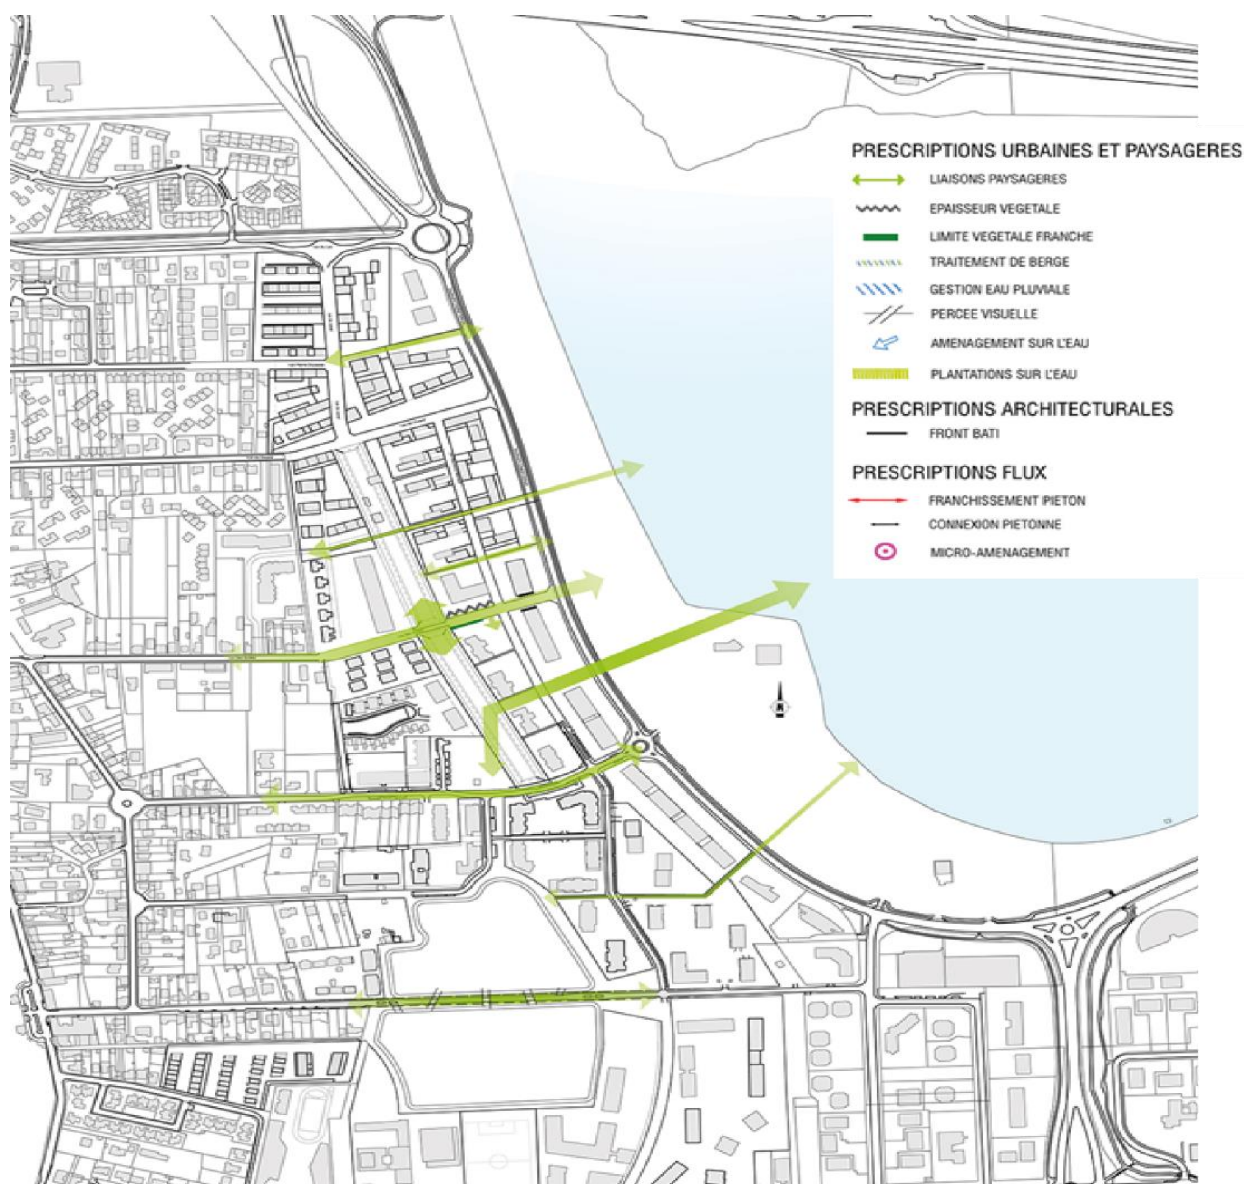 PRESCRIPTIONS URBAINES ET PAYSAGERES
LIAISONS PAYSAGERES
EPAISSEUR VEGETALE
LIMITE VEGETALE FRANCHE
TRAITEMENT DE BERGE
GESTION EAU PLUVIALE
PERCEE VISUELLE
AMENAGEMENT SUR L'EAU
PLANTATIONS SUR L'EAU
PRESCRIPTIONS ARCHITECTURALES
FRONT BATI
PRESCRIPTIONS FLUX
FRANCHISSEMENT PIETON
CONNEXION PIETONNE
MICRO-AMENAGEMENT